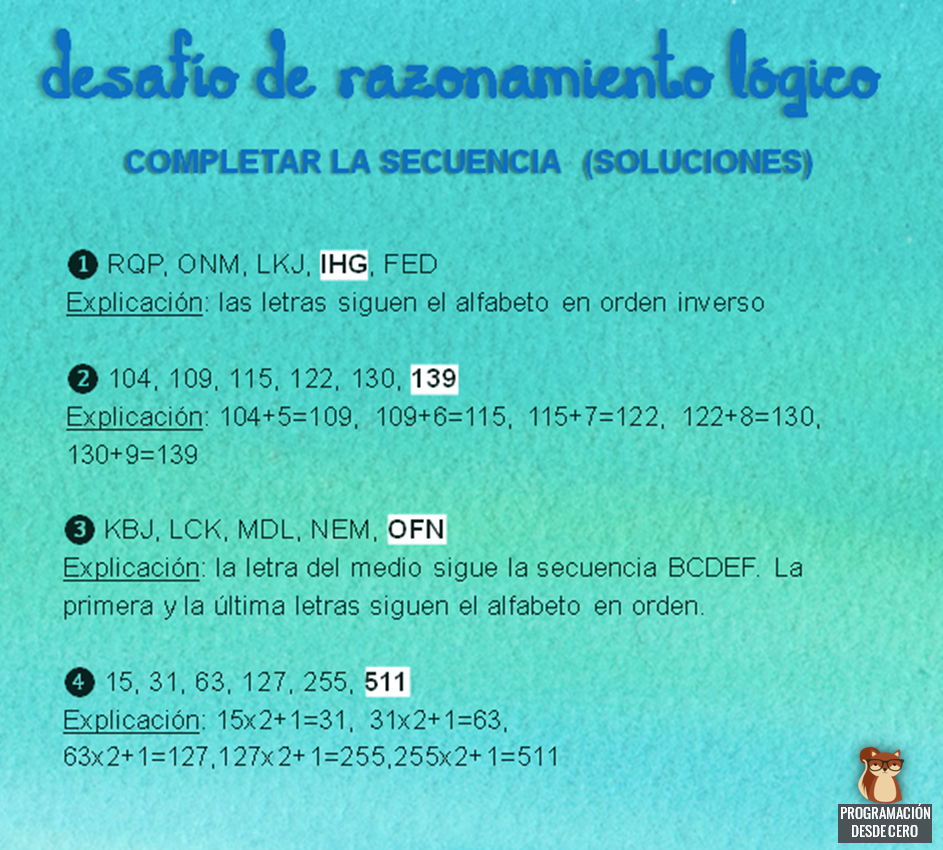 desafío de razonamiento lógico
COMPLETAR LA SECUENCIA (SOLUCIONES)
1 RQP, ONM, LKJ, IHG, FED
Explicación: las letras siguen el alfabeto en orden inverso
2 104, 109, 115, 122, 130, 139
Explicación: 104+5=109, 109+6=115, 115+7=122, 122+8=130,
130+9=139
3 KBJ, LCK, MDL, NEM, OFN
Explicación: la letra del medio sigue la secuencia BCDEF. La
primera y la última letras siguen el alfabeto en orden.
4 15, 31, 63, 127, 255, 511
Explicación: 15x2+1=31, 31x2+1=63,
63x2+1=127,127x2+1=255,255x2+1=511
PROGRAMACIÓN
DESDE CERO